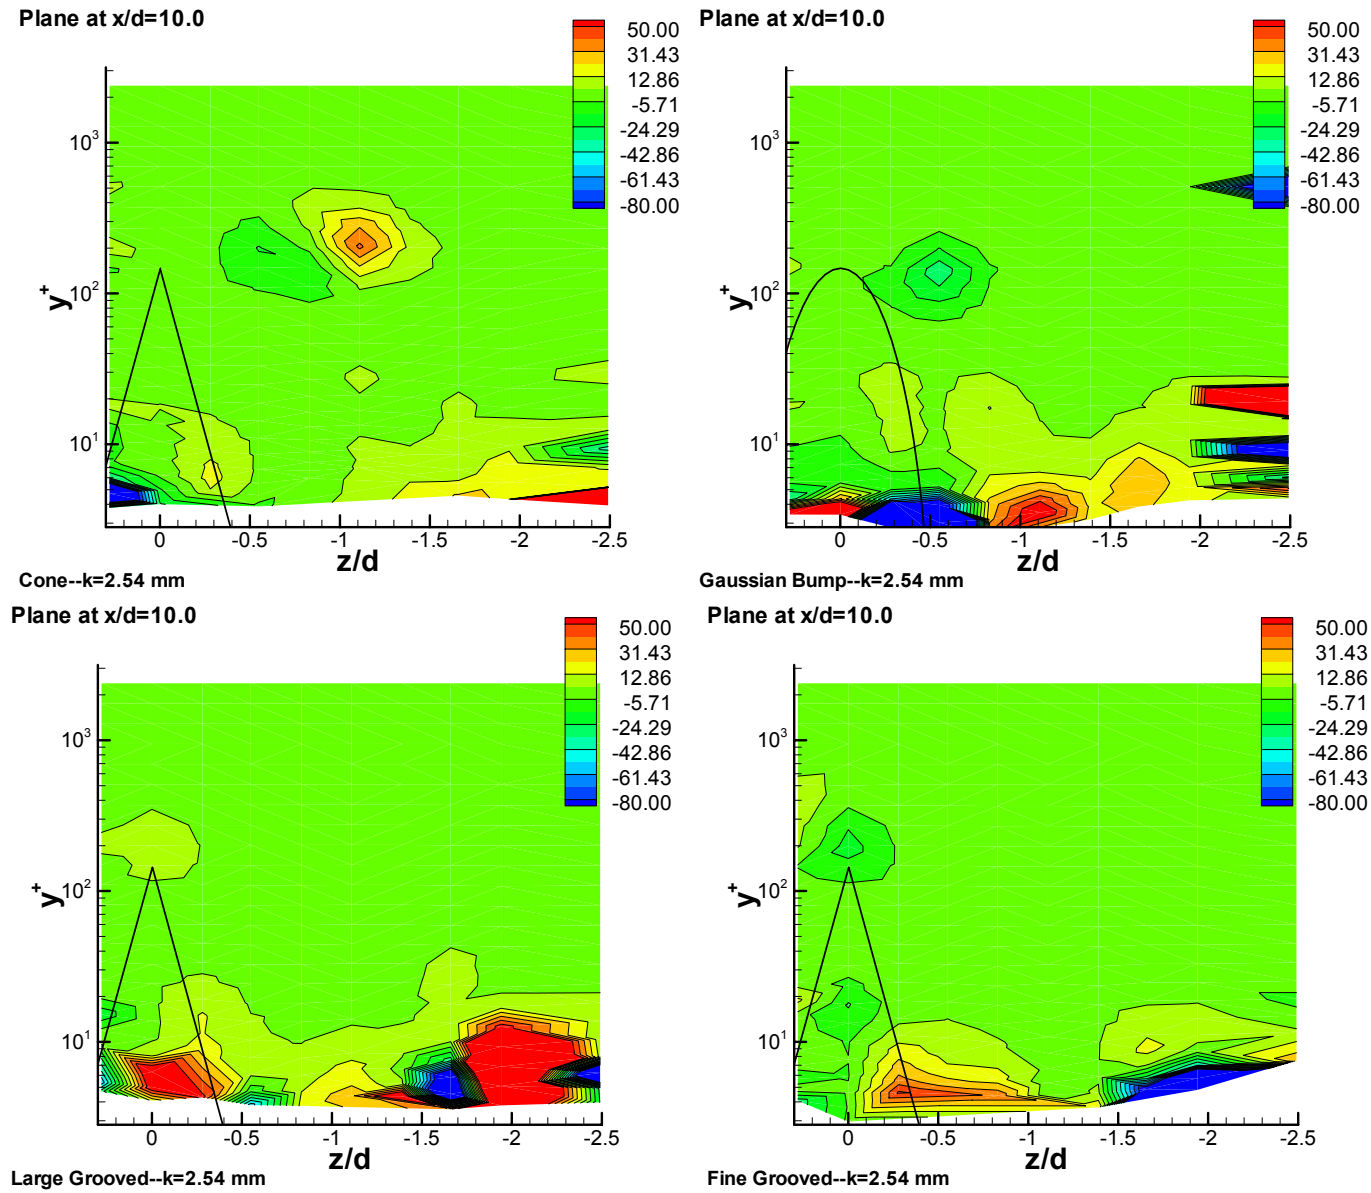 Plane at x/d=10.0
50.00
31.43
12.86
-5.71
-24.29
-42.86
-61.43
-80.00
10³
10²
10¹
y⁺
0 -0.5 -1 -1.5 -2 -2.5
z/d
Cone--k=2.54 mm
Plane at x/d=10.0
50.00
31.43
12.86
-5.71
-24.29
-42.86
-61.43
-80.00
10³
10²
10¹
y⁺
0 -0.5 -1 -1.5 -2 -2.5
z/d
Gaussian Bump--k=2.54 mm
Plane at x/d=10.0
50.00
31.43
12.86
-5.71
-24.29
-42.86
-61.43
-80.00
10³
10²
10¹
y⁺
0 -0.5 -1 -1.5 -2 -2.5
z/d
Large Grooved--k=2.54 mm
Plane at x/d=10.0
50.00
31.43
12.86
-5.71
-24.29
-42.86
-61.43
-80.00
10³
10²
10¹
y⁺
0 -0.5 -1 -1.5 -2 -2.5
z/d
Fine Grooved--k=2.54 mm